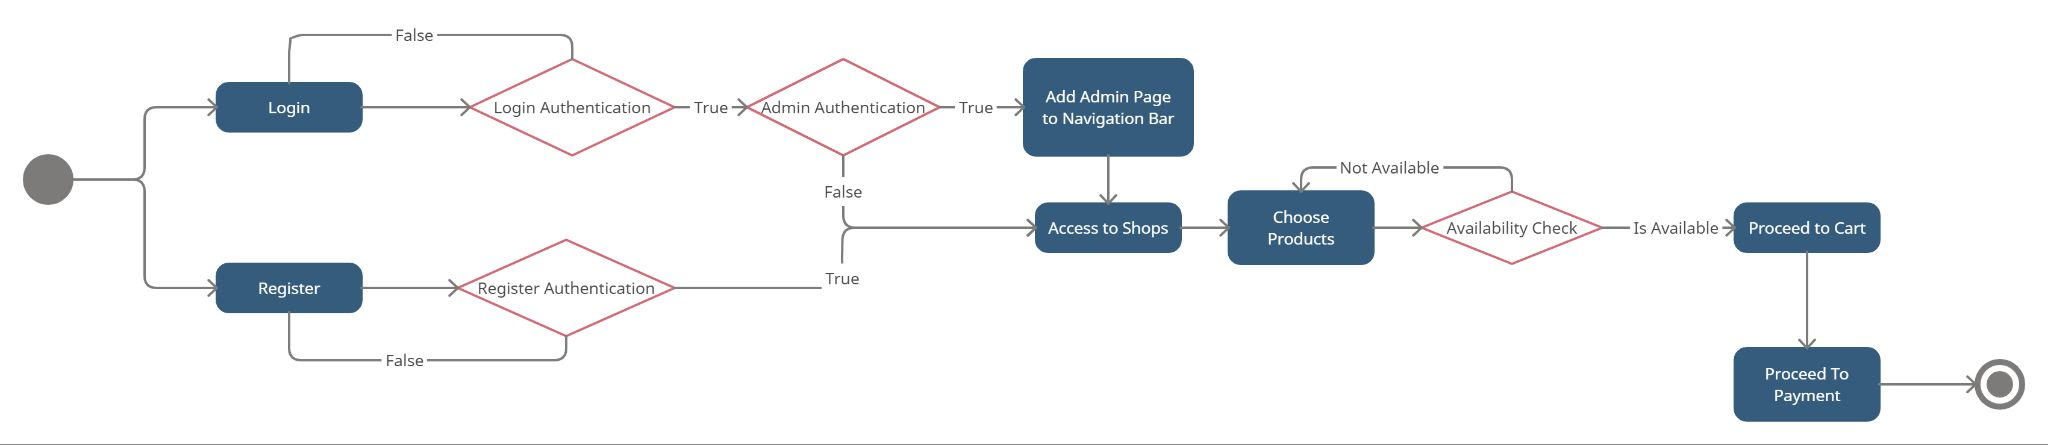 False
Login
Login Authentication
True
Admin Authentication
True
Add Admin Page
to Navigation Bar
False
Not Available
Access to Shops
Choose
Products
Availability Check
Is Available
Proceed to Cart
Register
Register Authentication
True
False
Proceed To
Payment